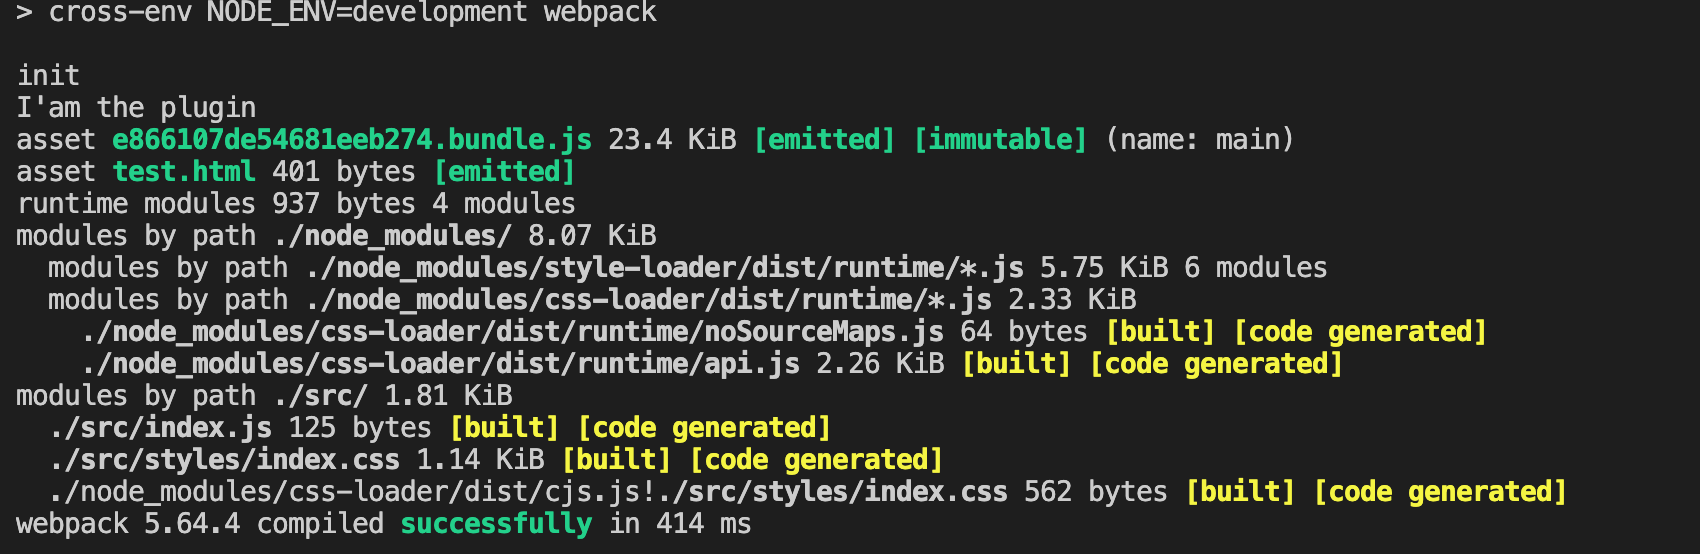 > cross-env NODE_ENV=development webpack
init
I'am the plugin
asset e866107de54681eeb274.bundle.js 23.4 KiB [emitted] [immutable] (name: main)
asset test.html 401 bytes [emitted]
runtime modules 937 bytes 4 modules
modules by path ./node_modules/ 8.07 KiB
modules by path ./node_modules/style-loader/dist/runtime/*.js 5.75 KiB 6 modules
modules by path ./node_modules/css-loader/dist/runtime/*.js 2.33 KiB
./node_modules/css-loader/dist/runtime/noSourceMaps.js 64 bytes [built] [code generated]
./node_modules/css-loader/dist/runtime/api.js 2.26 KiB [built] [code generated]
modules by path ./src/ 1.81 KiB
./src/index.js 125 bytes [built] [code generated]
./src/styles/index.css 1.14 KiB [built] [code generated]
./node_modules/css-loader/dist/cjs.js!./src/styles/index.css 562 bytes [built] [code generated]
webpack 5.64.4 compiled successfully in 414 ms